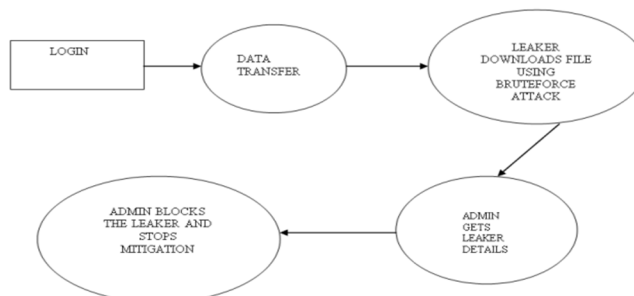 LOGIN
DATA
TRANSFER
LEAKER
DOWNLOADS FILE
USING
BRUTEFORCE
ATTACK
ADMIN
GETS
LEAKER
DETAILS
ADMIN BLOCKS
THE LEAKER AND
STOPS
MITIGATION